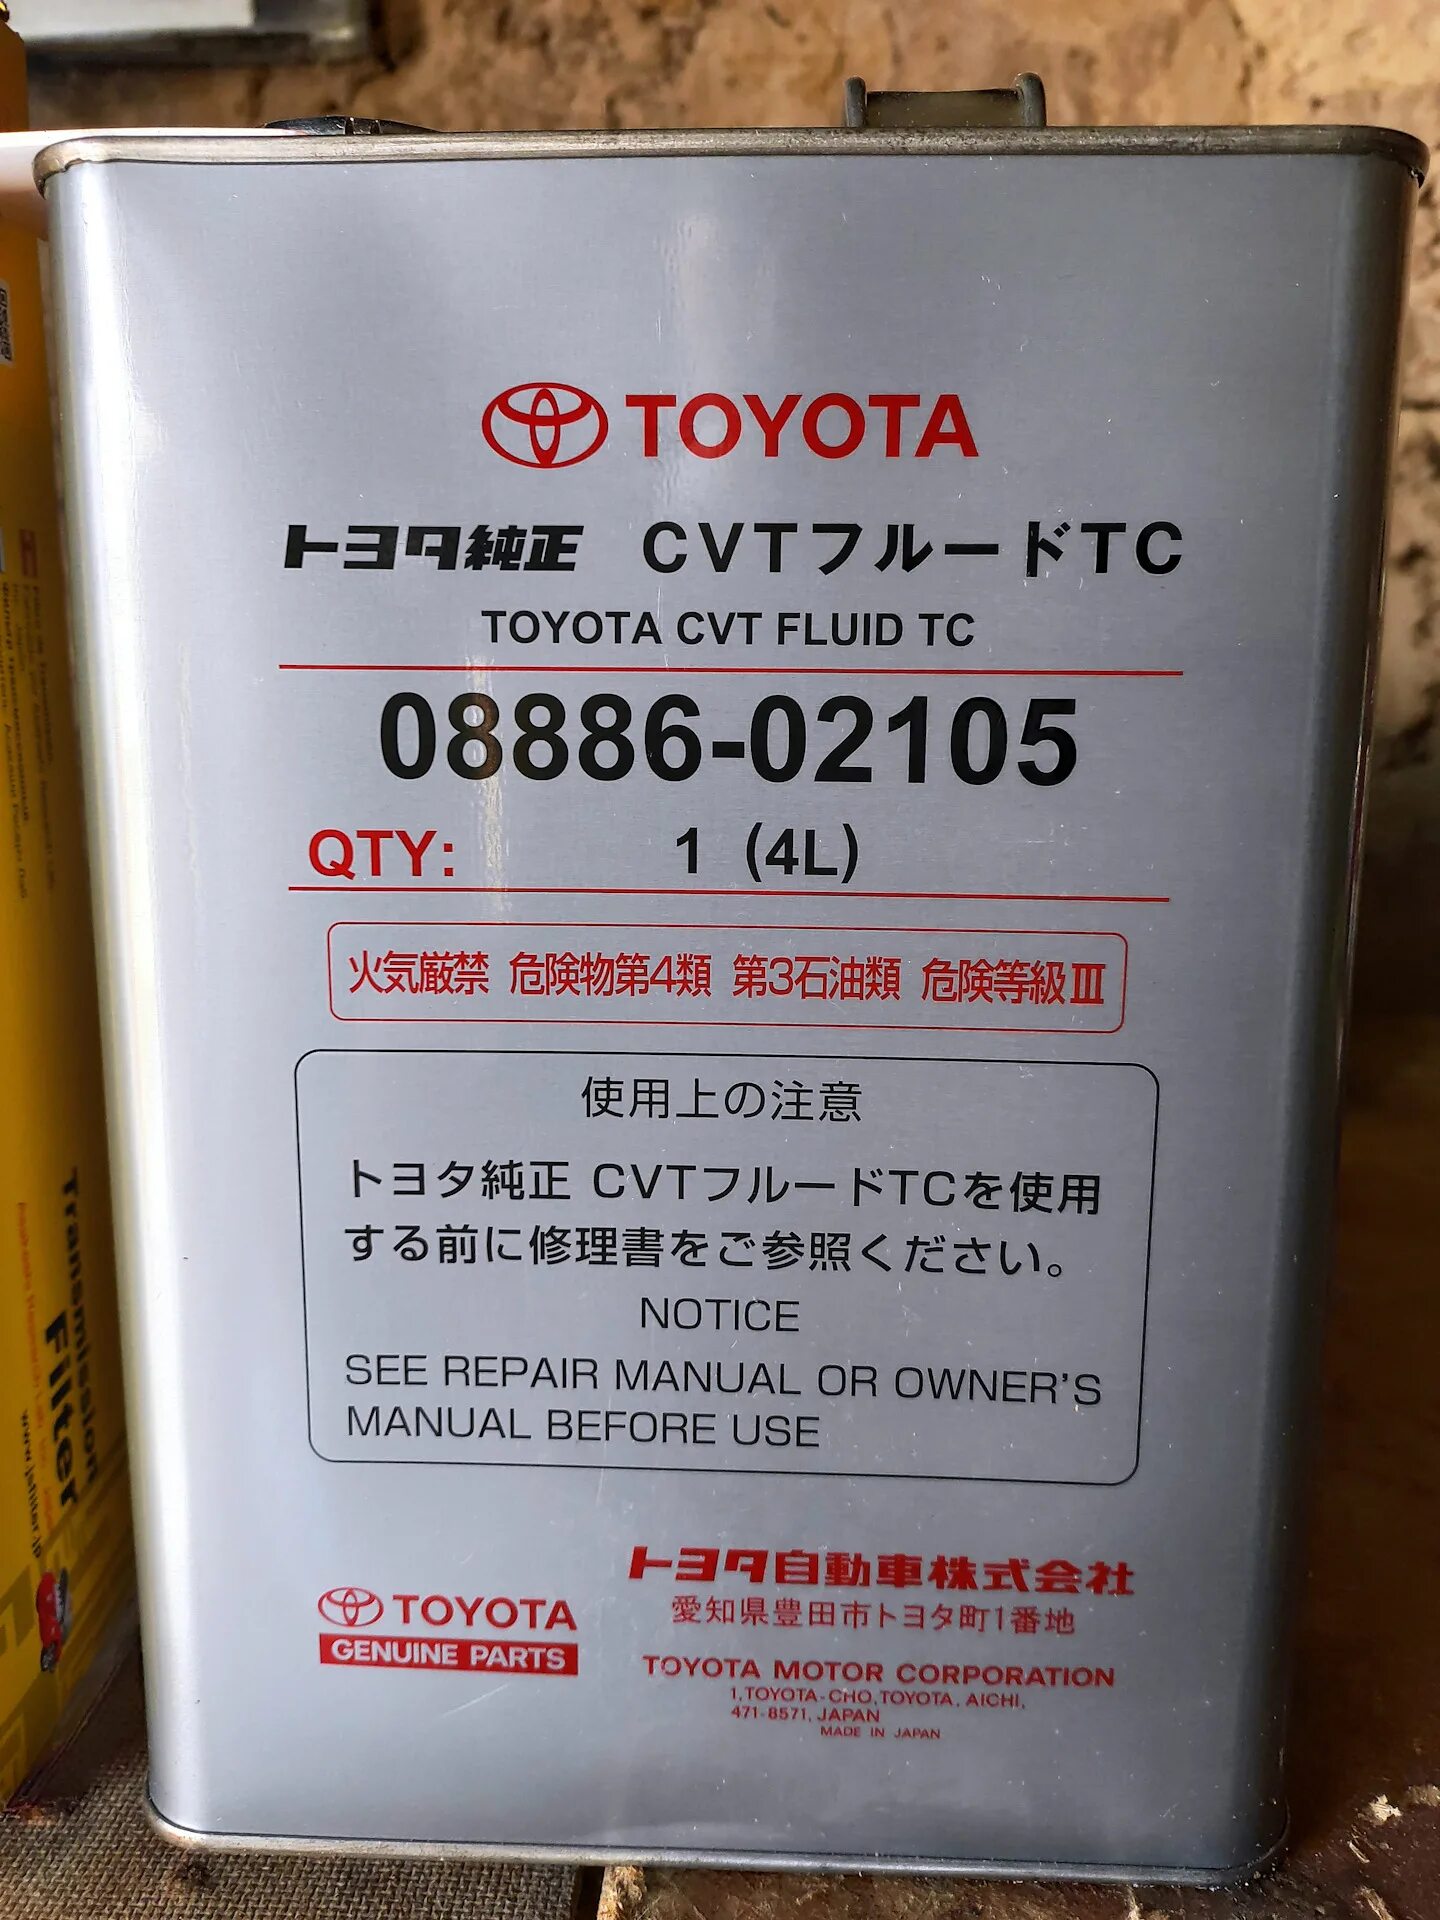 TOYOTA
トヨタ純正 CVTフルードTC
TOYOTA CVT FLUID TC
08886-02105
QTY: 1 (4L)
火気厳禁 危険物第4類 第3石油類 危険等級III
使用上の注意
トヨタ純正 CVTフルードTCを使用
する前に修理書をご参照ください。
NOTICE
SEE REPAIR MANUAL OR OWNER'S
MANUAL BEFORE USE
TOYOTA
GENUINE PARTS
トヨタ自動車株式会社
愛知県豊田市トヨタ町1番地
TOYOTA MOTOR CORPORATION
1, TOYOTA-CHO, TOYOTA, AICHI,
471-8571, JAPAN
MADE IN JAPAN
Transmission
Filter